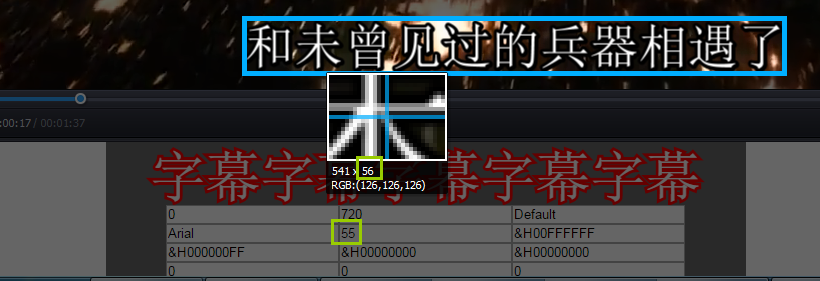 和未曾见过的兵器相遇了
:00:17 / 00:01:37
541 x 56
RGB:(126,126,126)
字幕字幕字幕字幕字幕
0 720 Default
Arial 55 &H00FFFFFF
&H000000FF &H00000000 &H00000000
0 0 0